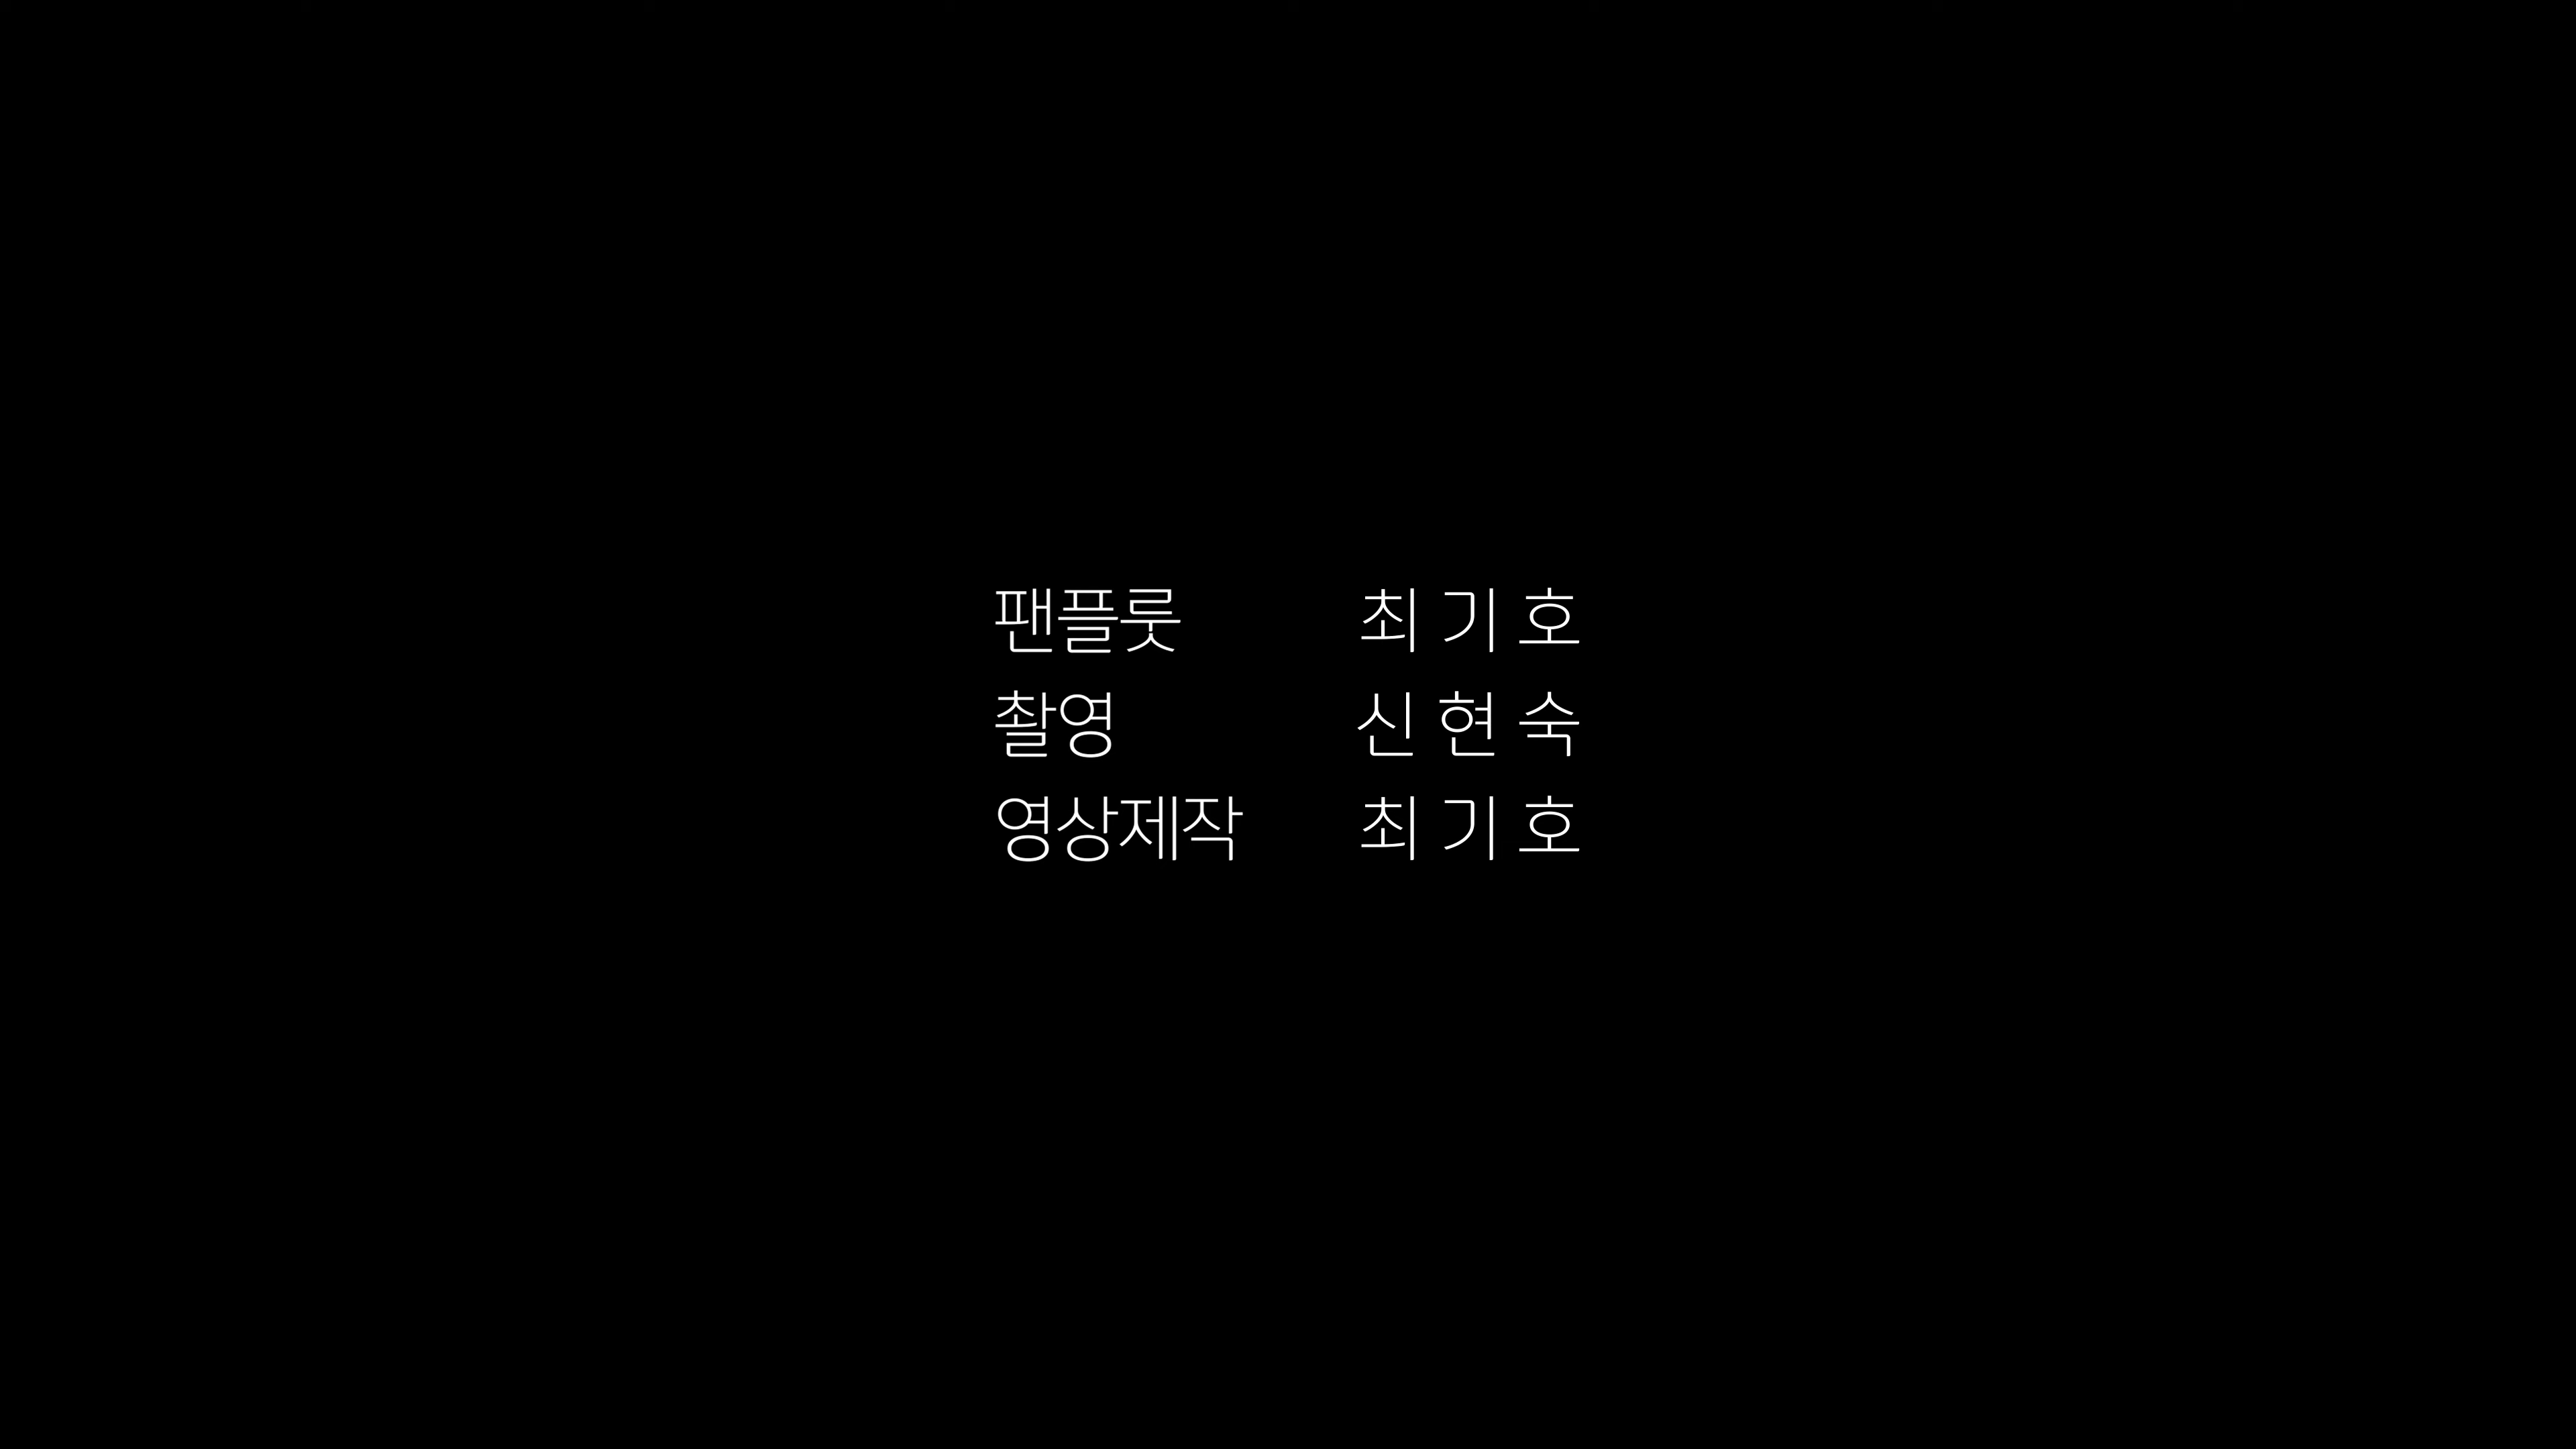 팬플룻 최 기 호
촬영 신 현 숙
영상제작 최 기 호